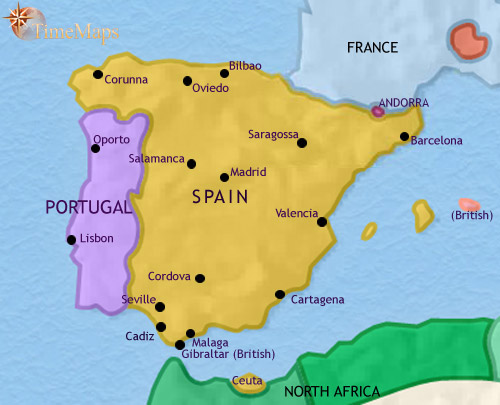 TimeMaps
FRANCE
Bilbao
Corunna
Oviedo
ANDORRA
Oporto
Saragossa
Barcelona
Salamanca
Madrid
SPAIN
PORTUGAL
Valencia
(British)
Lisbon
Cordova
Seville
Cartagena
Cadiz
Malaga
Gibraltar (British)
Ceuta
NORTH AFRICA